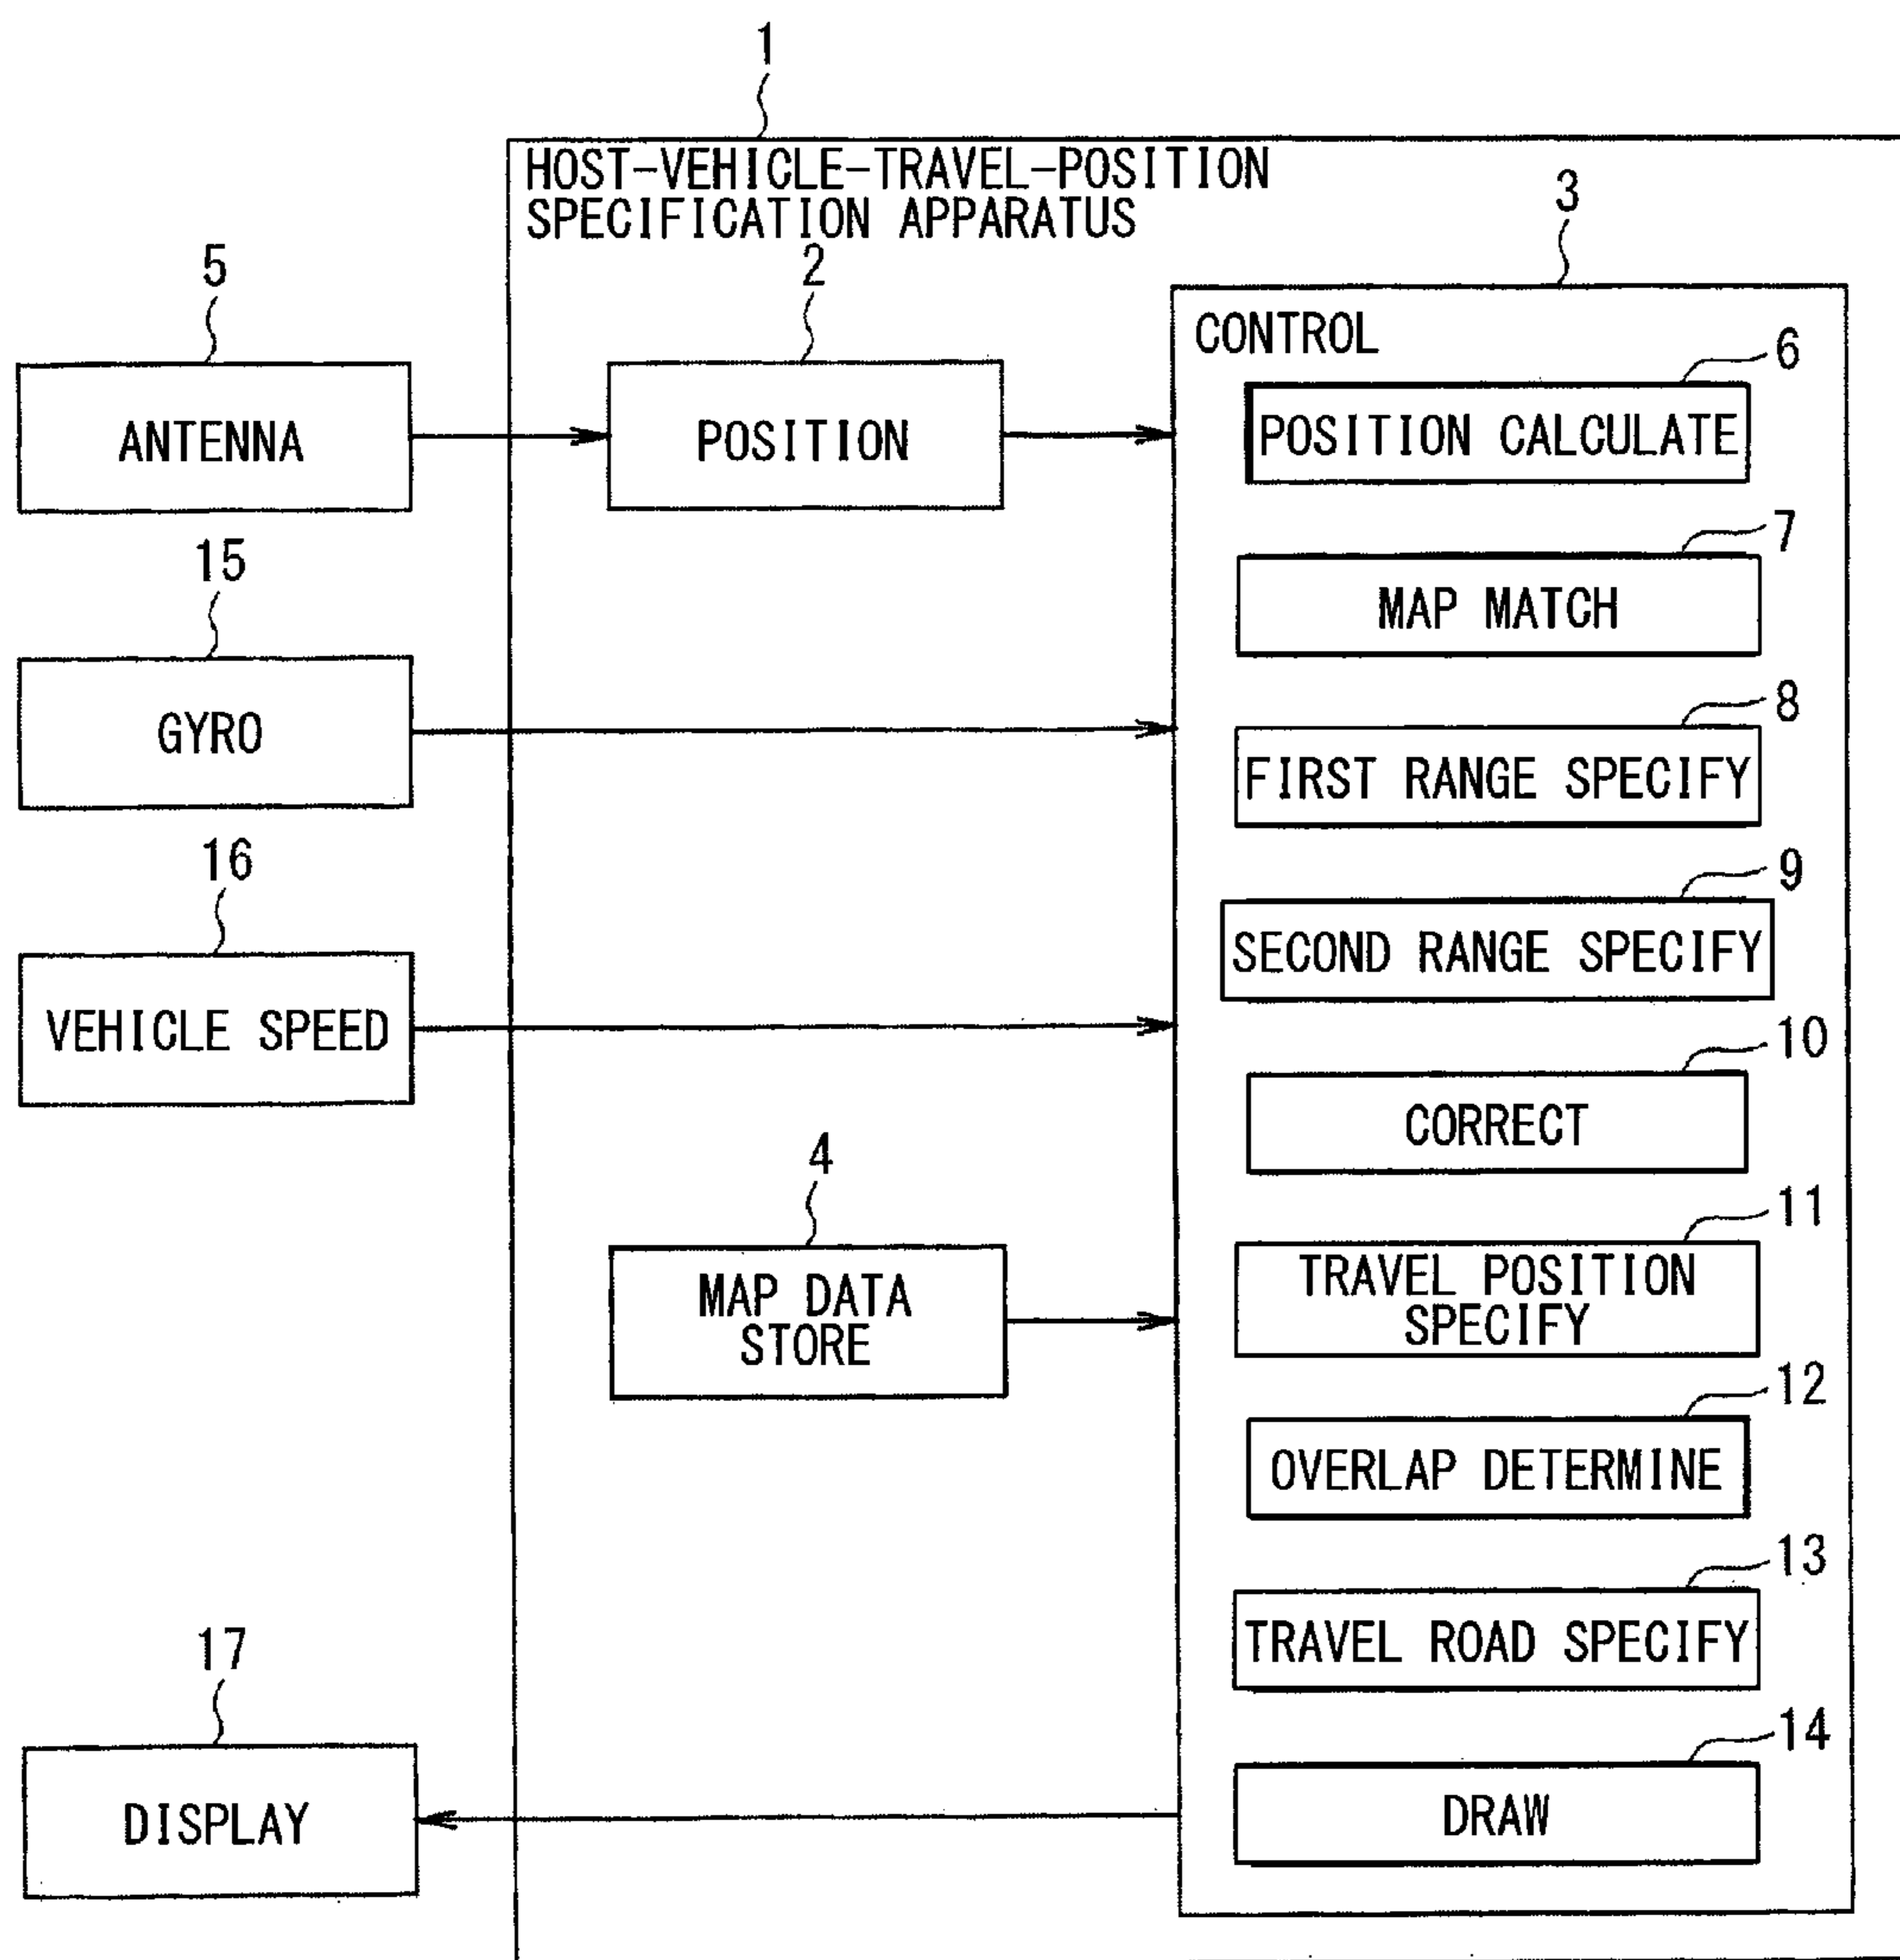 1
HOST-VEHICLE-TRAVEL-POSITION
SPECIFICATION APPARATUS
3
5
2
CONTROL
6
ANTENNA
POSITION
POSITION CALCULATE
15
7
MAP MATCH
GYRO
8
FIRST RANGE SPECIFY
16
9
SECOND RANGE SPECIFY
VEHICLE SPEED
10
CORRECT
4
11
MAP DATA
STORE
TRAVEL POSITION
SPECIFY
12
OVERLAP DETERMINE
13
TRAVEL ROAD SPECIFY
17
14
DISPLAY
DRAW